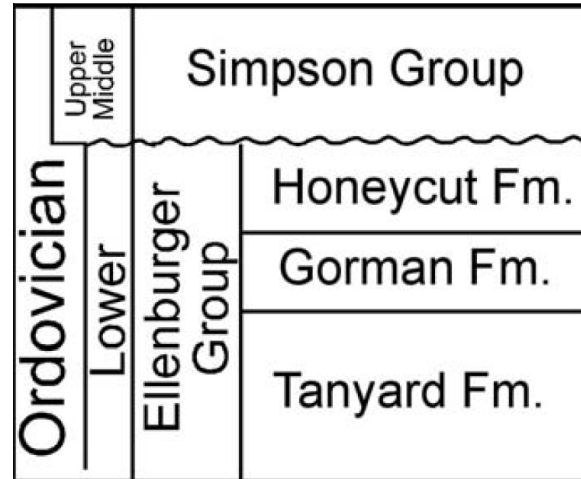 Ordovician
Upper
Middle
Simpson Group
Lower
Ellenburger
Group
Honeycut Fm.
Gorman Fm.
Tanyard Fm.